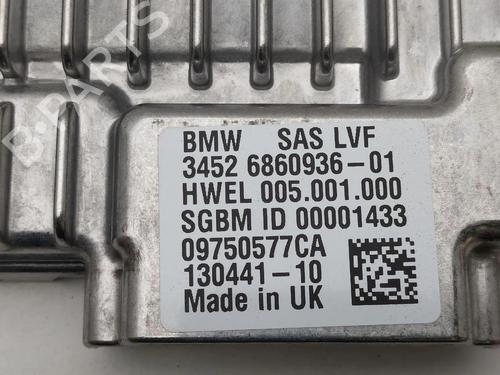 B-PARTS
BMW SAS LVF
3452 6860936-01
HWEL 005.001.000
SGBM ID 00001433
09750577CA
130441-10
Made in UK